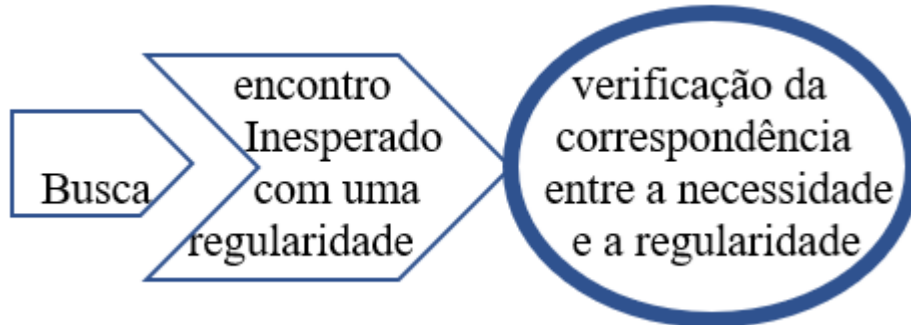 Busca
encontro
Inesperado
com uma
regularidade
verificação da
correspondência
entre a necessidade
e a regularidade